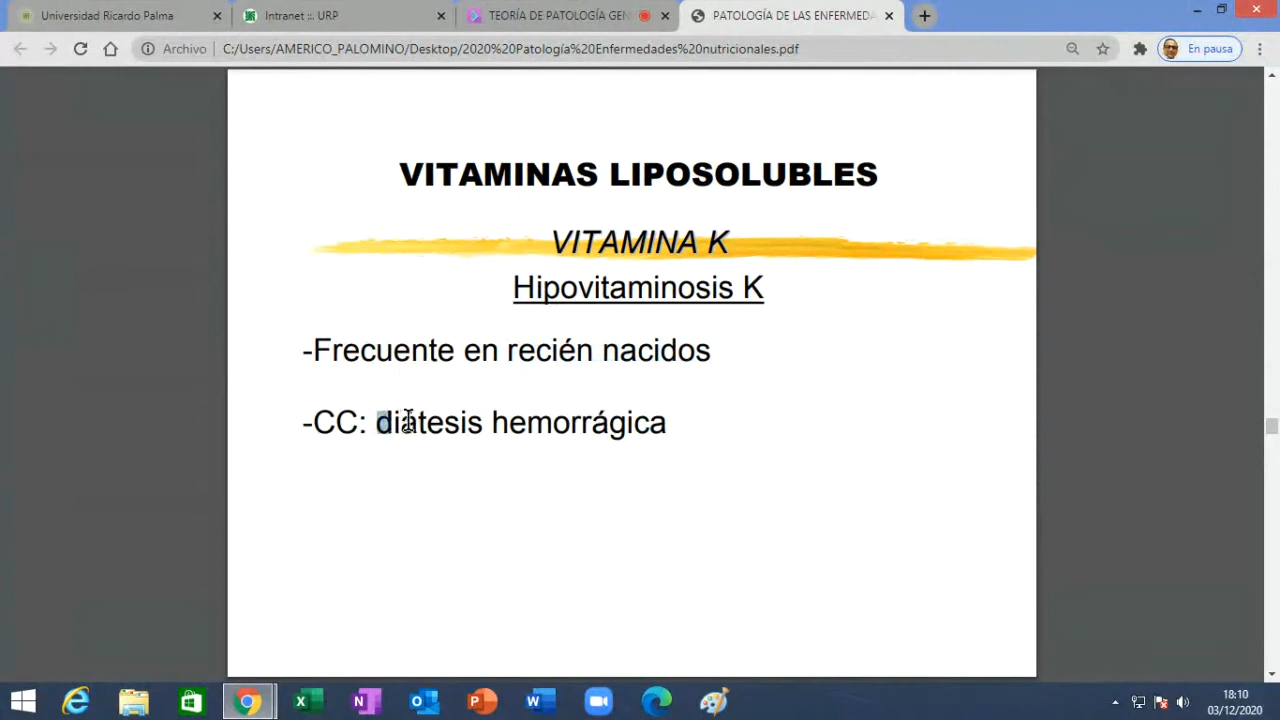 Universidad Ricardo Palma
Intranet :. URP
TEORÍA DE PATOLOGÍA GEN
PATOLOGÍA DE LAS ENFERMEDA
Archivo
C:/Users/AMERICO_PALOMINO/Desktop/2020%20Patología%20Enfermedades%20nutricionales.pdf
En pausa
VITAMINAS LIPOSOLUBLES
VITAMINA K
Hipovitaminosis K
-Frecuente en recién nacidos
-CC: diátesis hemorrágica
18:10
03/12/2020